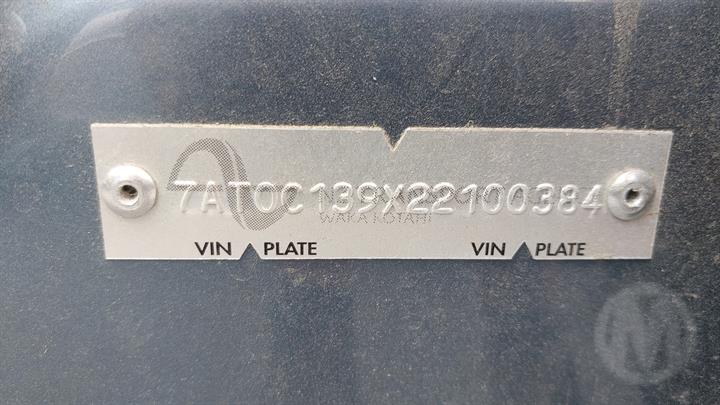 7AT0C139X22100384
WAKA KOTAHI
VIN PLATE VIN PLATE
M